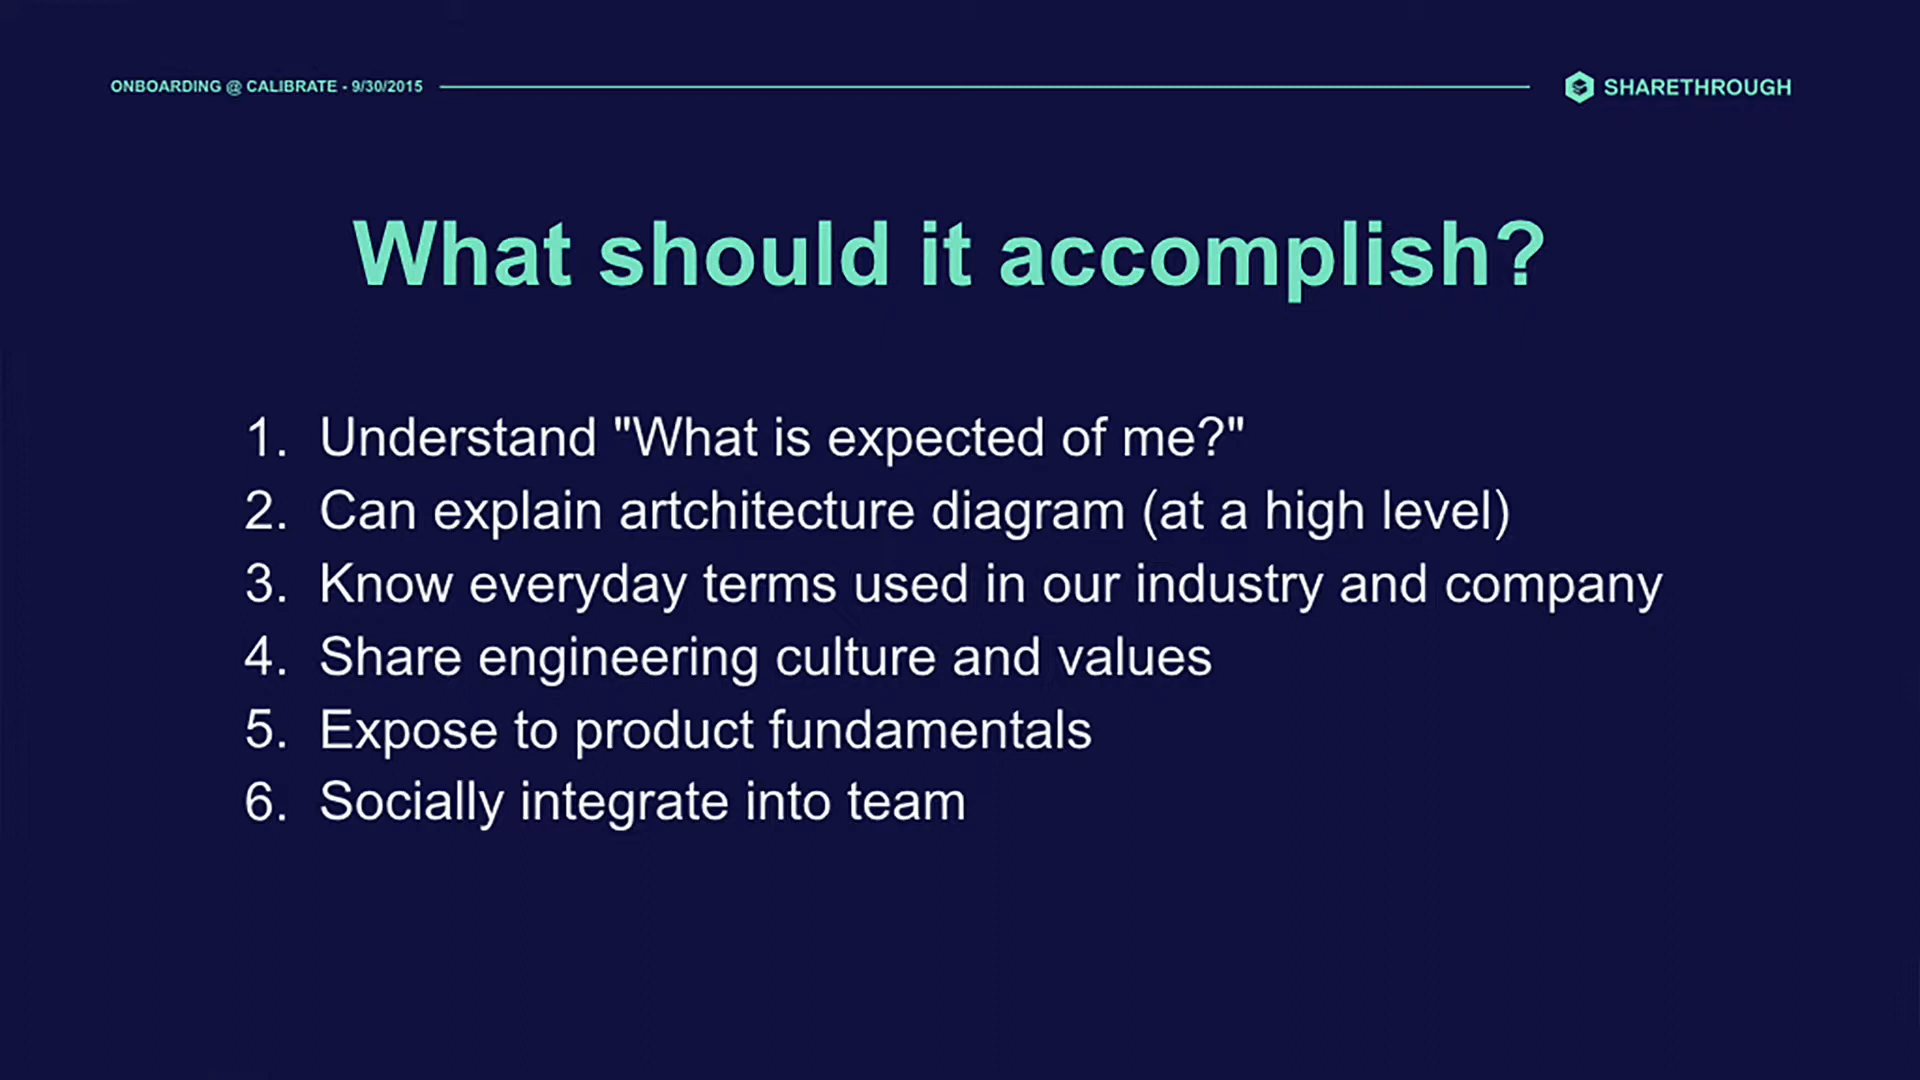 ONBOARDING @ CALIBRATE - 9/30/2015
SHARETHROUGH
What should it accomplish?
1. Understand "What is expected of me?"
2. Can explain artchitecture diagram (at a high level)
3. Know everyday terms used in our industry and company
4. Share engineering culture and values
5. Expose to product fundamentals
6. Socially integrate into team